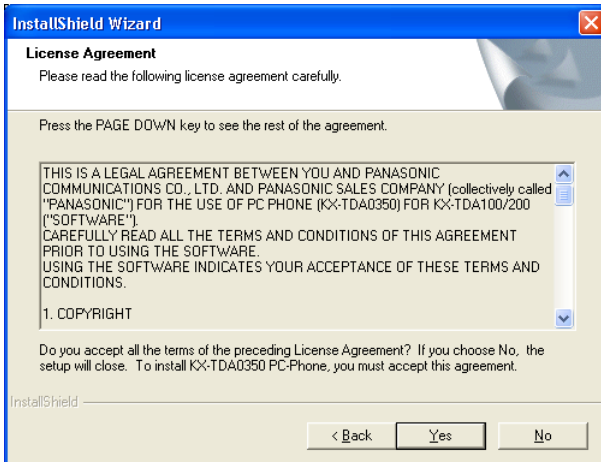 InstallShield Wizard
License Agreement
Please read the following license agreement carefully.
Press the PAGE DOWN key to see the rest of the agreement.
THIS IS A LEGAL AGREEMENT BETWEEN YOU AND PANASONIC
COMMUNICATIONS CO., LTD. AND PANASONIC SALES COMPANY (collectively called
"PANASONIC") FOR THE USE OF PC PHONE (KX-TDA0350) FOR KX-TDA100/200
("SOFTWARE").
CAREFULLY READ ALL THE TERMS AND CONDITIONS OF THIS AGREEMENT
PRIOR TO USING THE SOFTWARE.
USING THE SOFTWARE INDICATES YOUR ACCEPTANCE OF THESE TERMS AND
CONDITIONS.
1. COPYRIGHT
Do you accept all the terms of the preceding License Agreement? If you choose No, the
setup will close. To install KX-TDA0350 PC-Phone, you must accept this agreement.
InstallShield
< Back Yes No